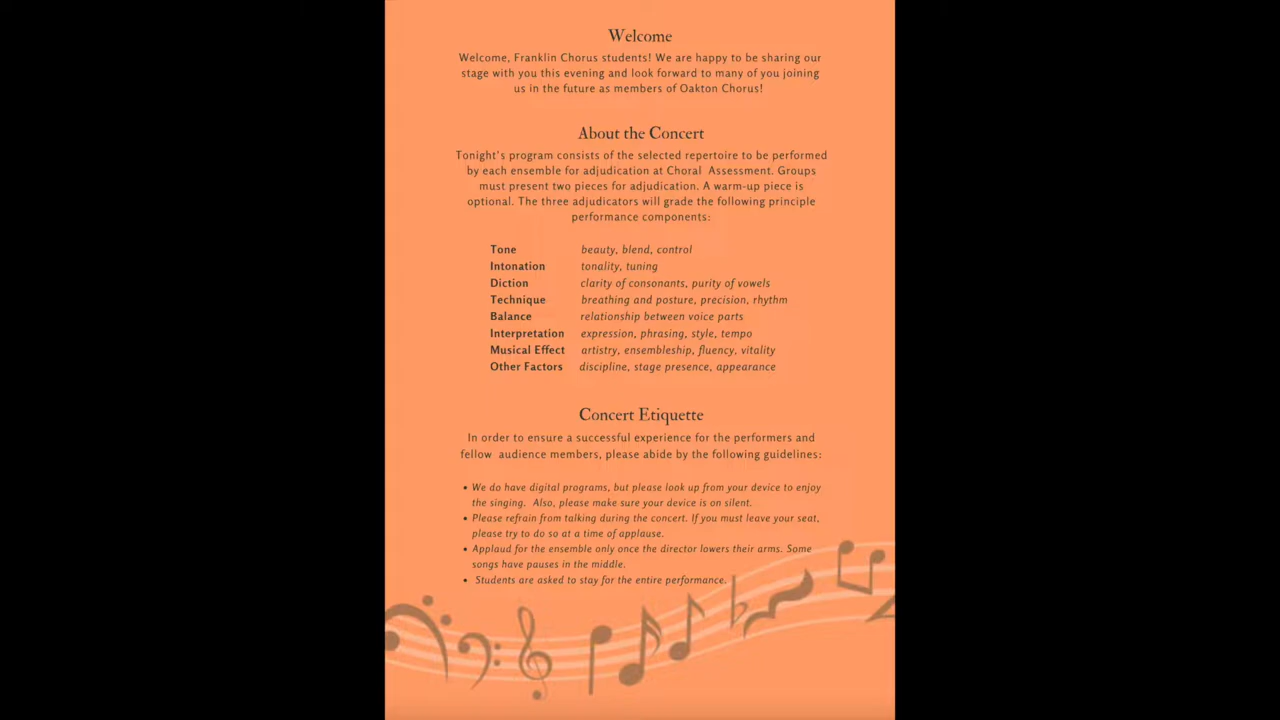 Welcome
Welcome, Franklin Chorus students! We are happy to be sharing our
stage with you this evening and look forward to many of you joining
us in the future as members of Oakton Chorus!
About the Concert
Tonight's program consists of the selected repertoire to be performed
by each ensemble for adjudication at Choral Assessment. Groups
must present two pieces for adjudication. A warm-up piece is
optional. The three adjudicators will grade the following principle
performance components:
Tone beauty, blend, control
Intonation tonality, tuning
Diction clarity of consonants, purity of vowels
Technique breathing and posture, precision, rhythm
Balance relationship between voice parts
Interpretation expression, phrasing, style, tempo
Musical Effect artistry, ensembleship, fluency, vitality
Other Factors discipline, stage presence, appearance
Concert Etiquette
In order to ensure a successful experience for the performers and
fellow audience members, please abide by the following guidelines:
• We do have digital programs, but please look up from your device to enjoy
the singing. Also, please make sure your device is on silent.
• Please refrain from talking during the concert. If you must leave your seat,
please try to do so at a time of applause.
• Applaud for the ensemble only once the director lowers their arms. Some
songs have pauses in the middle.
• Students are asked to stay for the entire performance.